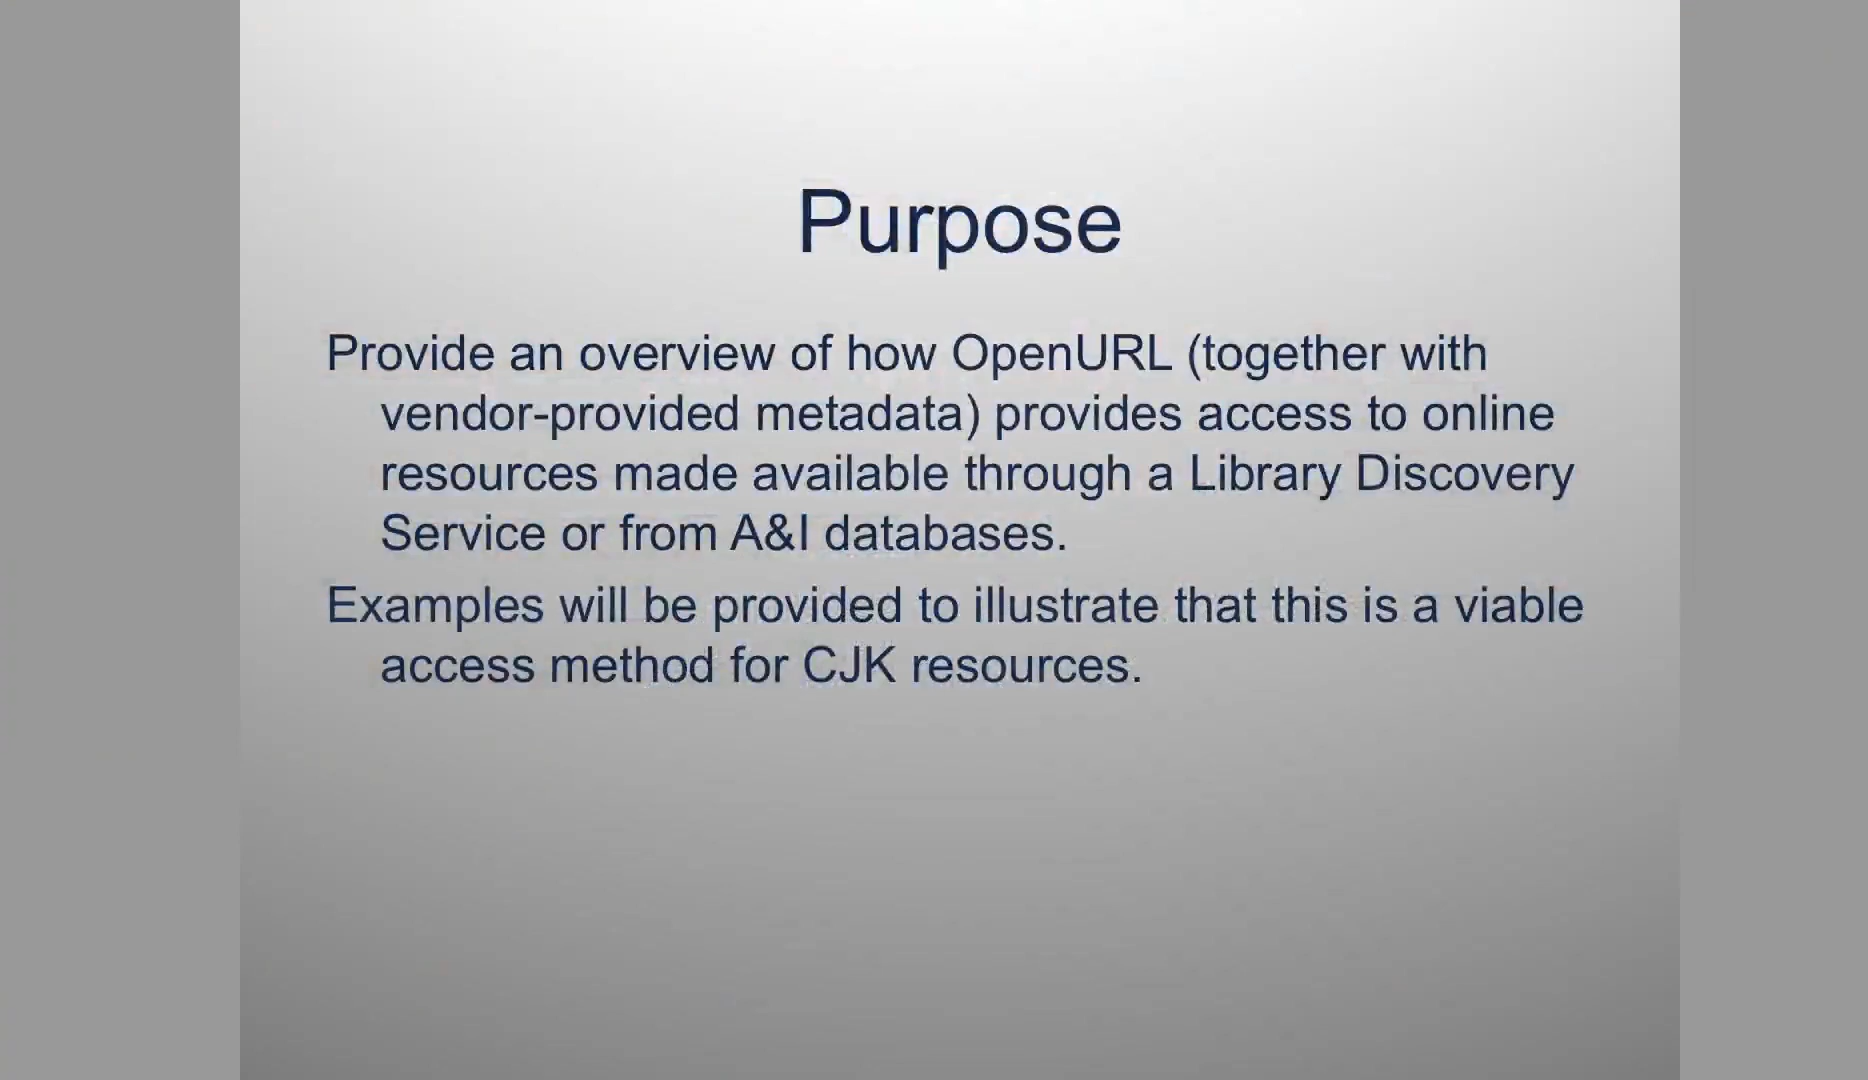 Purpose
Provide an overview of how OpenURL (together with
vendor-provided metadata) provides access to online
resources made available through a Library Discovery
Service or from A&I databases.
Examples will be provided to illustrate that this is a viable
access method for CJK resources.